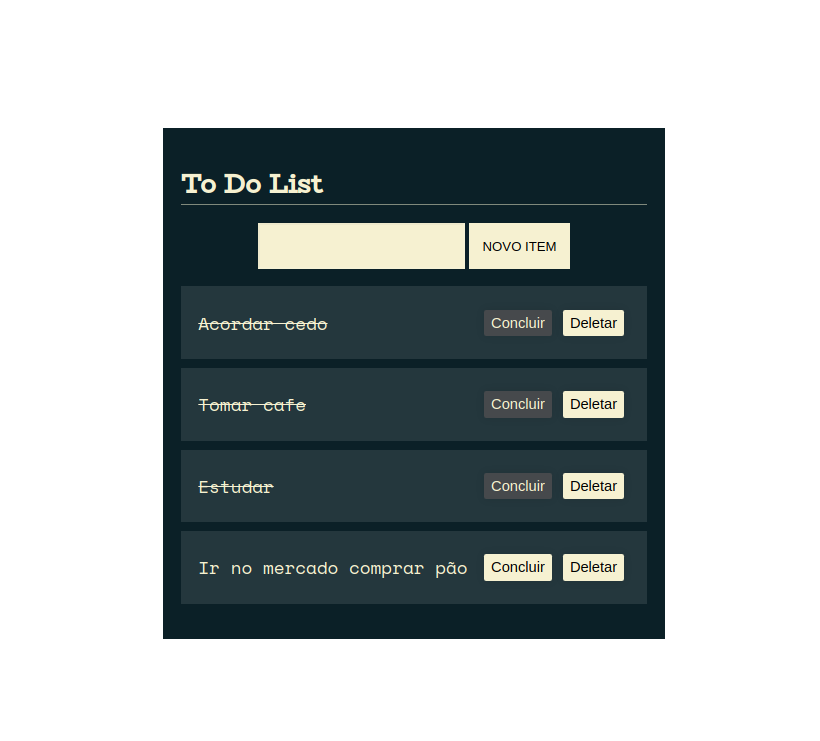 To Do List
NOVO ITEM
Acordar cedo Concluir Deletar
Tomar cafe Concluir Deletar
Estudar Concluir Deletar
Ir no mercado comprar pão Concluir Deletar